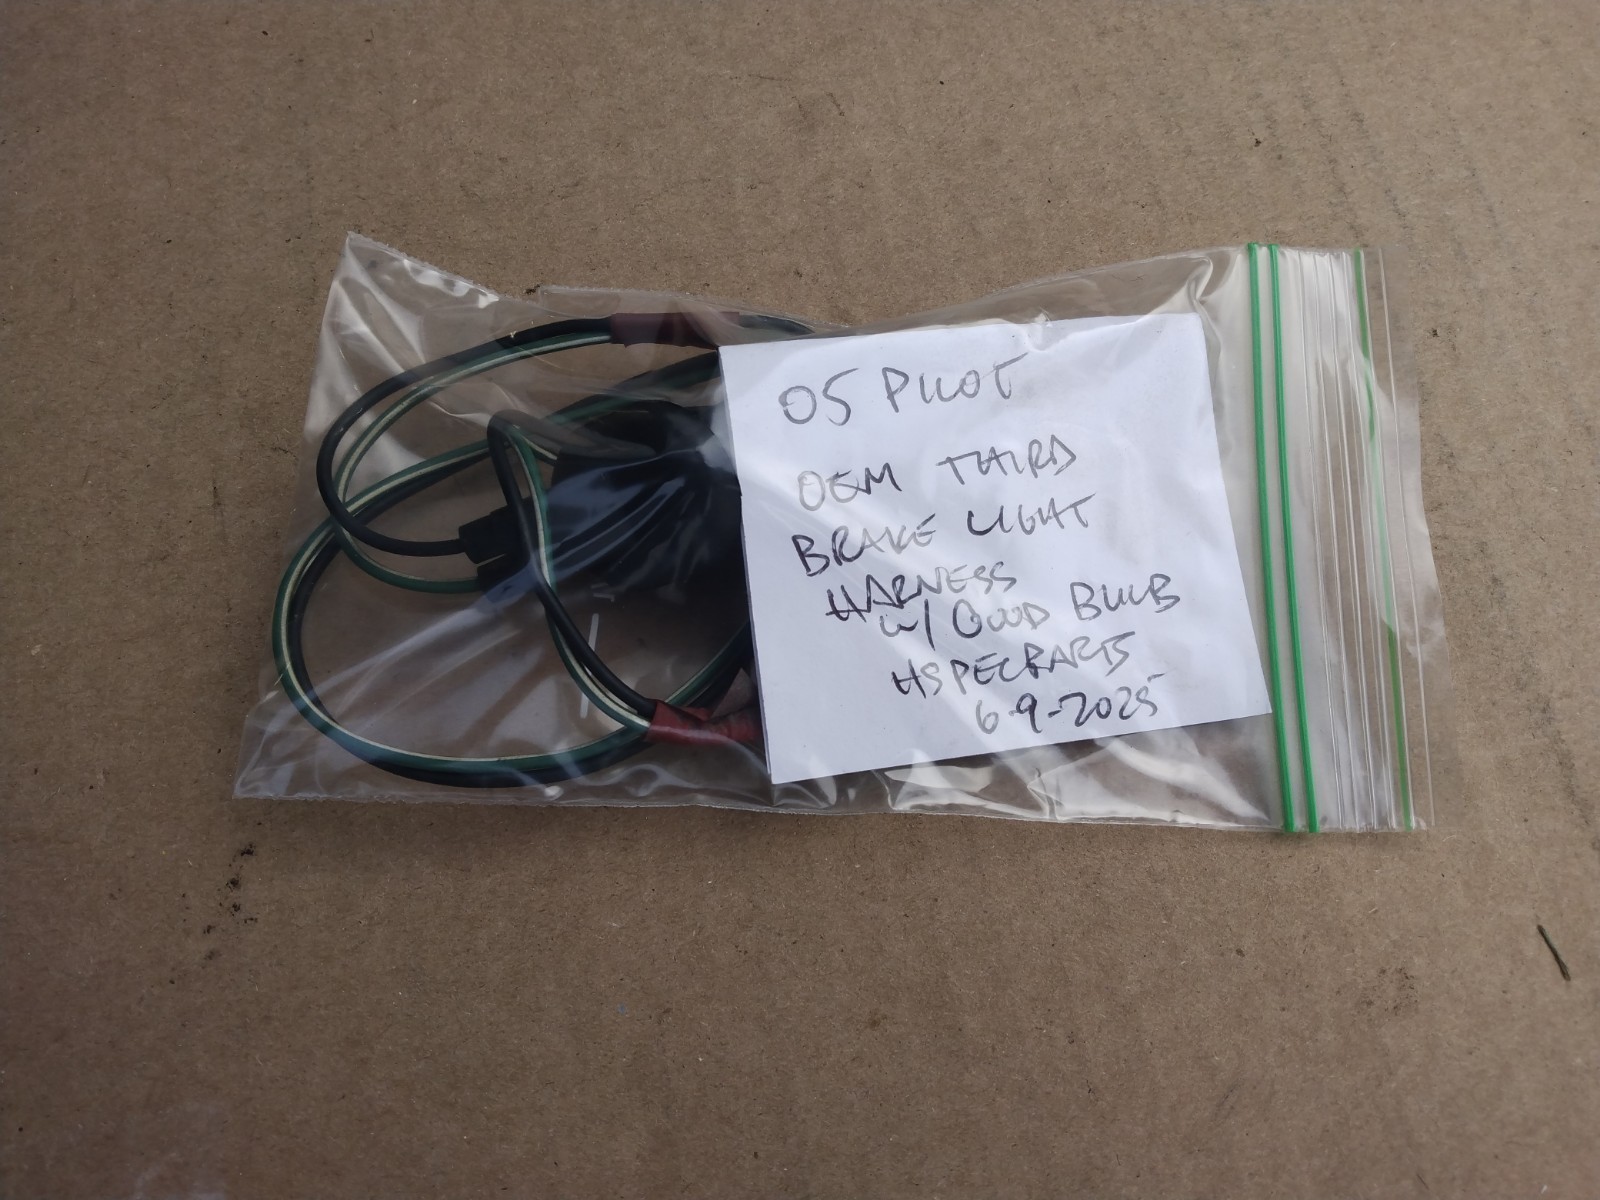 05 PILOT
OEM THIRD
BRAKE LIGHT
HARNESS
W/ GOOD BULB
HSPECPARTS
6-9-2025